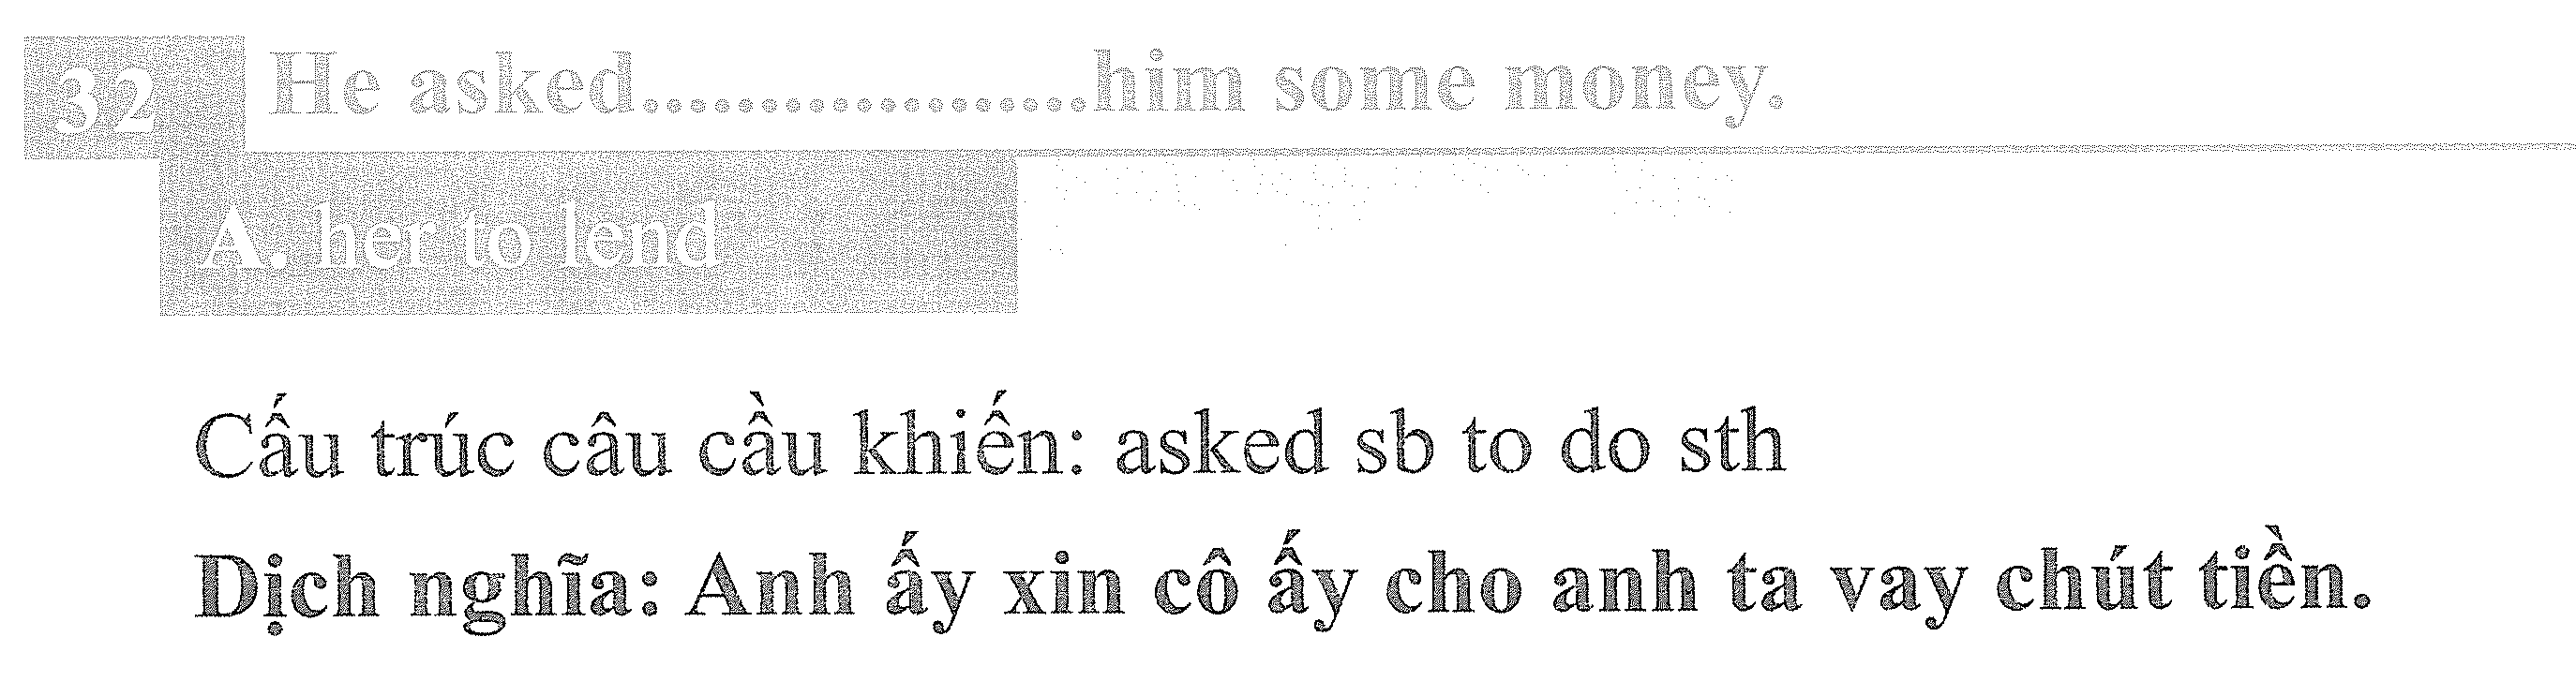 32 He asked...................him some money.
A. her to lend
Cấu trúc câu cầu khiến: asked sb to do sth
Dịch nghĩa: Anh ấy xin cô ấy cho anh ta vay chút tiền.